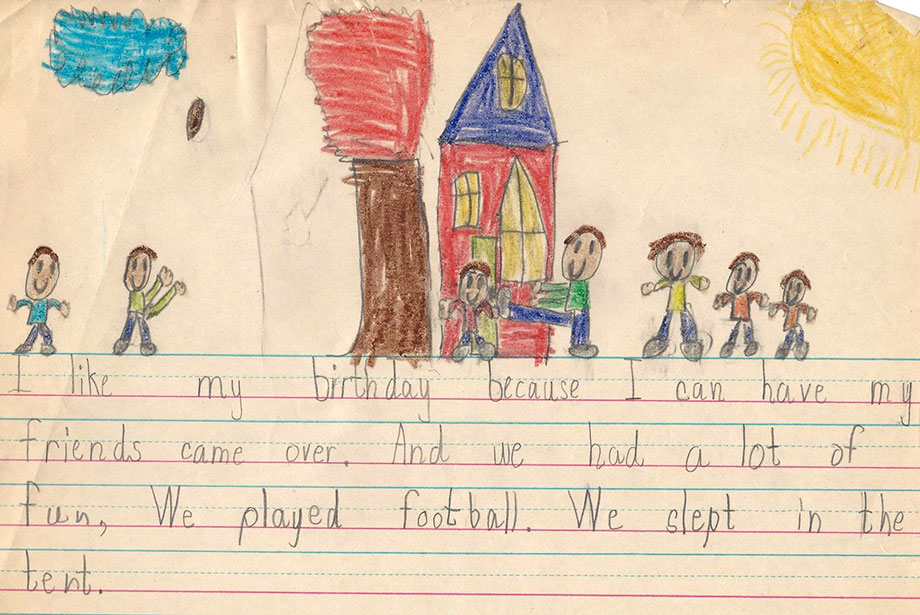 I like my birthday because I can have my
friends came over. And we had a lot of
fun, We played football. We slept in the
tent.